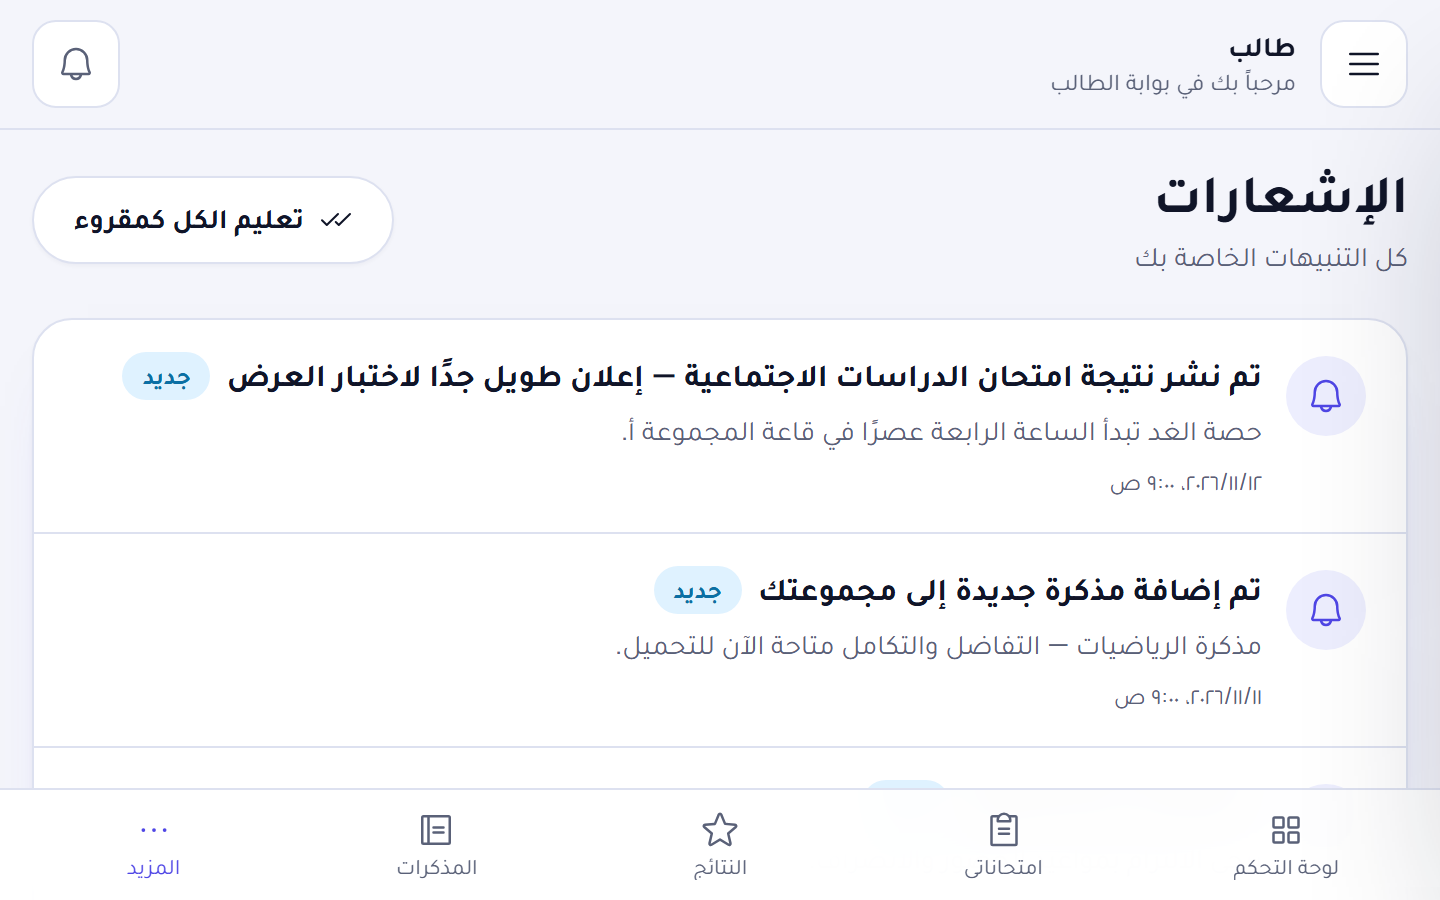 طالب
مرحباً بك في بوابة الطالب
الإشعارات
كل التنبيهات الخاصة بك
تعليم الكل كمقروء
تم نشر نتيجة امتحان الدراسات الاجتماعية — إعلان طويل جدًا لاختبار العرض جديد
حصة الغد تبدأ الساعة الرابعة عصرًا في قاعة المجموعة أ.
٢٠٢٦/١١/١٢، ٩:٠٠ ص
تم إضافة مذكرة جديدة إلى مجموعتك جديد
مذكرة الرياضيات — التفاضل والتكامل متاحة الآن للتحميل.
٢٠٢٦/١١/١١، ٩:٠٠ ص
لوحة التحكم
امتحاناتى
النتائج
المذكرات
المزيد